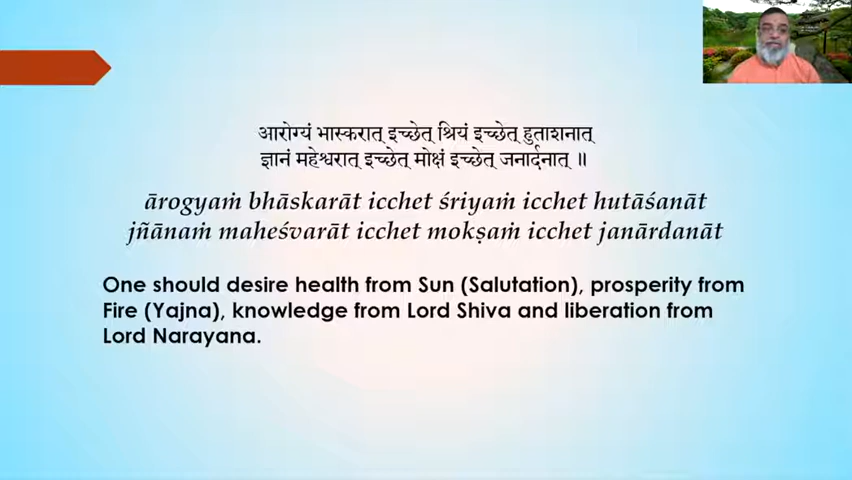 आरोग्यं भास्करात् इच्छेत् श्रियं इच्छेत् हुताशनात्
ज्ञानं महेश्वरात् इच्छेत् मोक्षं इच्छेत् जनार्दनात् ॥
ārogyaṁ bhāskarāt icchet śriyaṁ icchet hutāśanāt
jñānaṁ maheśvarāt icchet mokṣaṁ icchet janārdanāt
One should desire health from Sun (Salutation), prosperity from
Fire (Yajna), knowledge from Lord Shiva and liberation from
Lord Narayana.